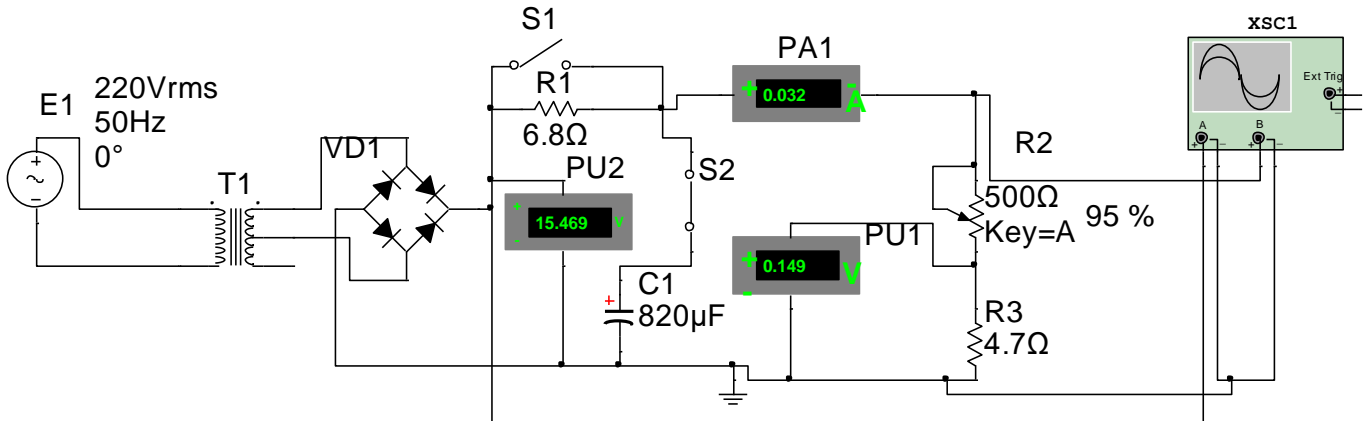 S1
XSC1
PA1
Ext Trig
+
0.032
-
A
R1
6.8Ω
E1
220Vrms
50Hz
0°
VD1
A
B
+
-
+
-
R2
PU2
S2
T1
+
15.469
V
-
500Ω
Key=A
95 %
PU1
+
0.149
V
-
C1
820µF
+
R3
4.7Ω